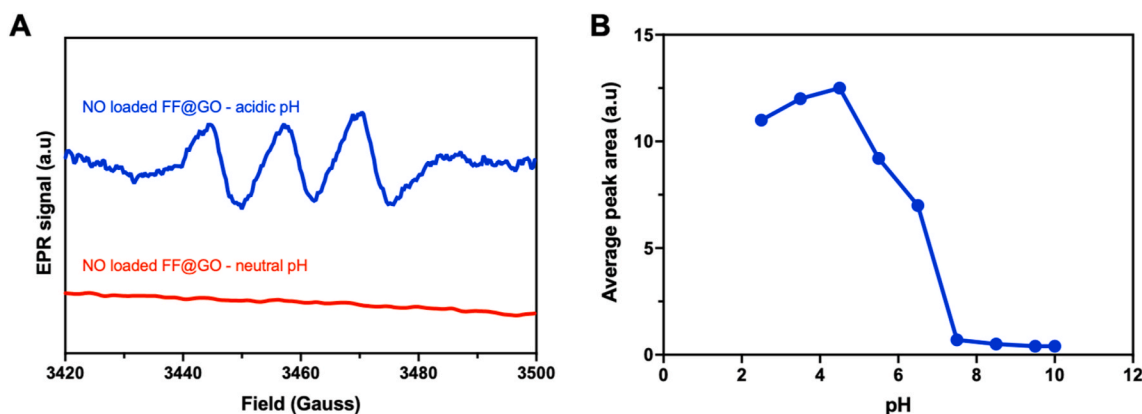 A
NO loaded FF@GO - acidic pH
NO loaded FF@GO - neutral pH
EPR signal (a.u)
3420 3440 3460 3480 3500
Field (Gauss)
B
15
10
5
0
Average peak area (a.u)
0 2 4 6 8 10 12
pH